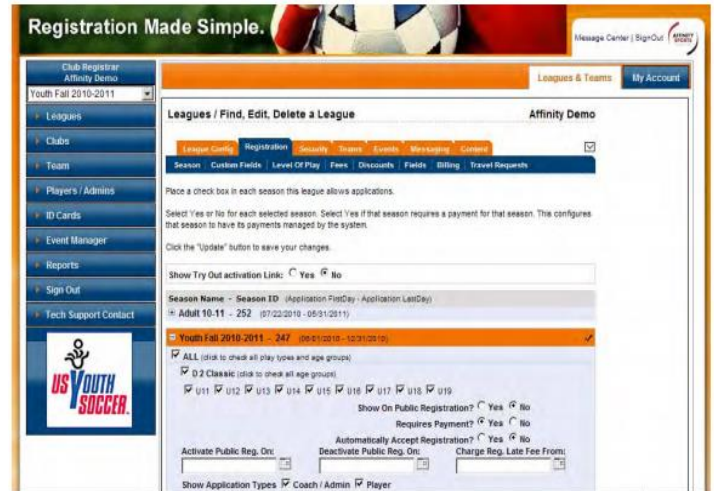 Registration Made Simple.
Message Center | SignOut
AFFINITY SPORTS
Club Registrar
Affinity Demo
Youth Fall 2010-2011
Leagues & Teams
My Account
Leagues
Clubs
Team
Players / Admins
ID Cards
Event Manager
Reports
Sign Out
Tech Support Contact
US YOUTH SOCCER.
Leagues / Find, Edit, Delete a League
Affinity Demo
League Config Registration Security Teams Events Messaging Content
Season Custom Fields Level Of Play Fees Discounts Fields Billing Travel Requests
Place a check box in each season this league allows applications.
Select Yes or No for each selected season. Select Yes if that season requires a payment for that season. This configures
that season to have its payments managed by the system.
Click the "Update" button to save your changes.
Show Try Out activation Link: Yes No
Season Name - Season ID (Application FirstDay - Application LastDay)
Adult 10-11 - 252 (07/22/2010 - 05/31/2011)
Youth Fall 2010-2011 - 247 (06/01/2010 - 12/31/2010)
ALL (click to check all play types and age groups)
D 2 Classic (click to check all age groups)
U11 U12 U13 U14 U15 U16 U17 U18 U19
Show On Public Registration? Yes No
Requires Payment? Yes No
Automatically Accept Registration? Yes No
Activate Public Reg. On: Deactivate Public Reg. On: Charge Reg. Late Fee From:
Show Application Types Coach / Admin Player